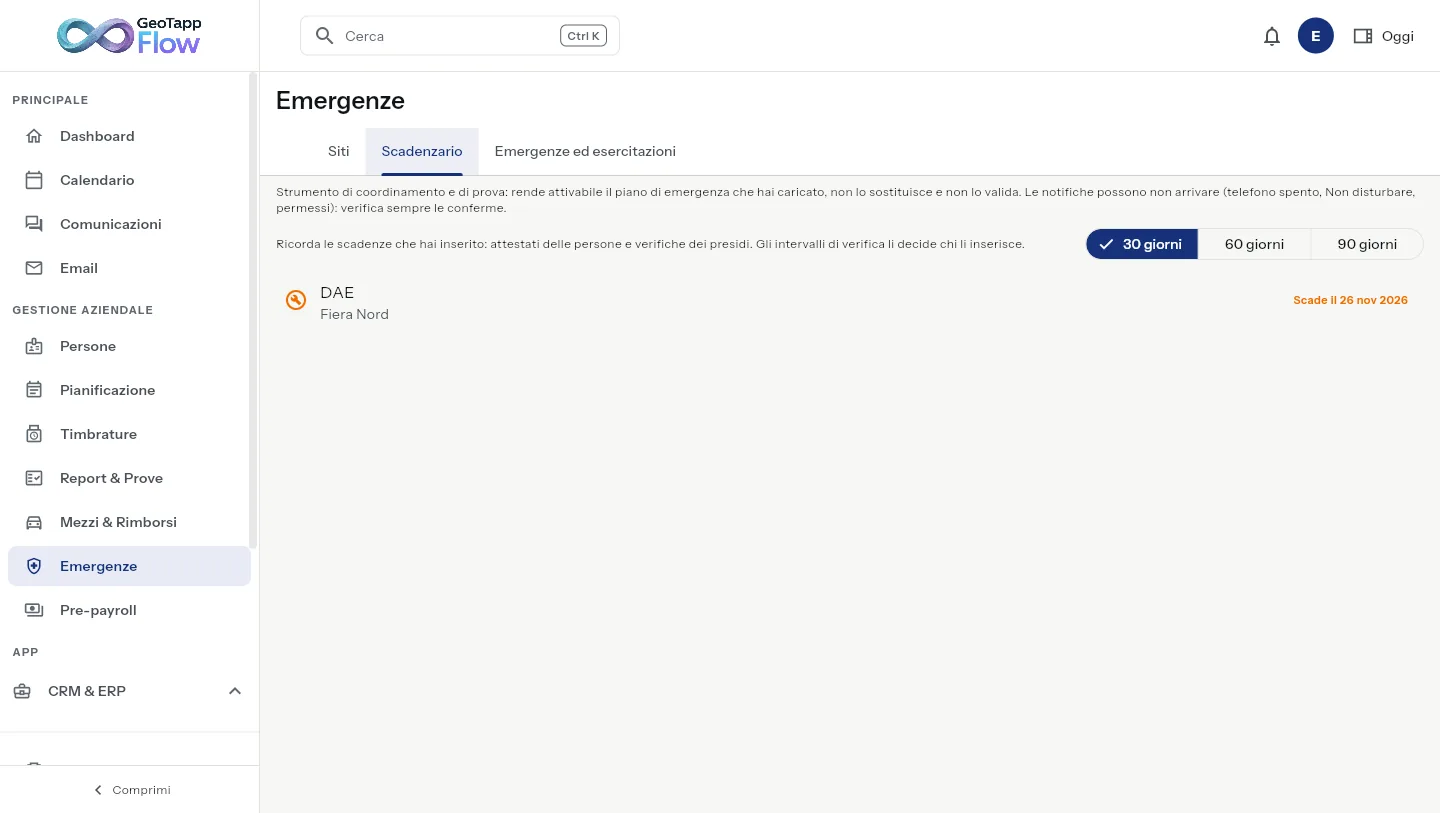 GeoTapp
Flow
Cerca
Ctrl K
E
Oggi
PRINCIPALE
Dashboard
Calendario
Comunicazioni
Email
GESTIONE AZIENDALE
Persone
Pianificazione
Timbrature
Report & Prove
Mezzi & Rimborsi
Emergenze
Pre-payroll
APP
CRM & ERP
Comprimi
Emergenze
Siti
Scadenzario
Emergenze ed esercitazioni
Strumento di coordinamento e di prova: rende attivabile il piano di emergenza che hai caricato, non lo sostituisce e non lo valida. Le notifiche possono non arrivare (telefono spento, Non disturbare,
permessi): verifica sempre le conferme.
Ricorda le scadenze che hai inserito: attestati delle persone e verifiche dei presidi. Gli intervalli di verifica li decide chi li inserisce.
30 giorni
60 giorni
90 giorni
DAE
Fiera Nord
Scade il 26 nov 2026